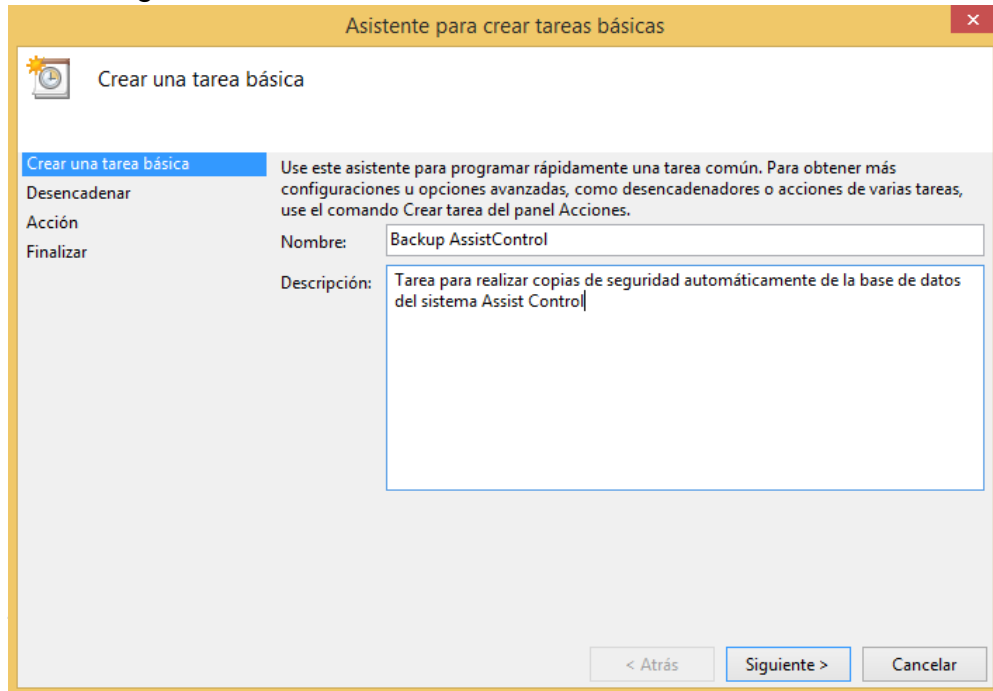 Asistente para crear tareas básicas
Crear una tarea básica
Crear una tarea básica
Desencadenar
Acción
Finalizar
Use este asistente para programar rápidamente una tarea común. Para obtener más
configuraciones u opciones avanzadas, como desencadenadores o acciones de varias tareas,
use el comando Crear tarea del panel Acciones.
Nombre: Backup AssistControl
Descripción: Tarea para realizar copias de seguridad automáticamente de la base de datos
del sistema Assist Control
< Atrás Siguiente > Cancelar